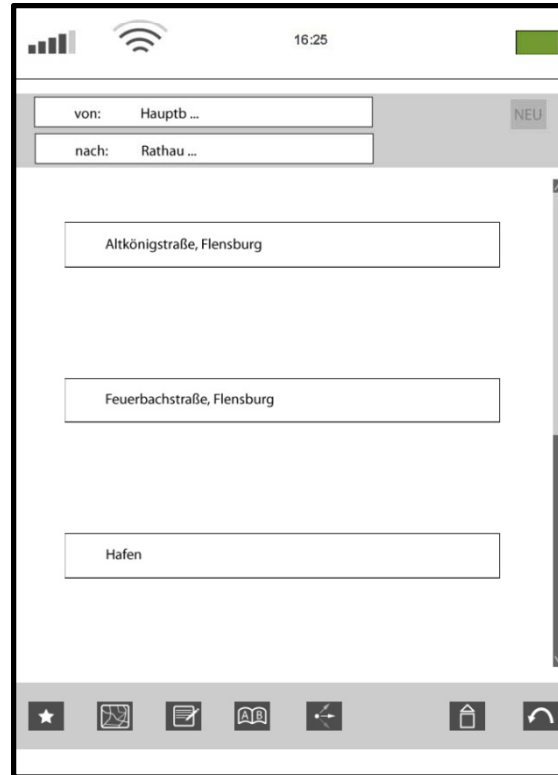 16:25
von: Hauptb ...
NEU
nach: Rathau ...
Altkönigstraße, Flensburg
Feuerbachstraße, Flensburg
Hafen
A B